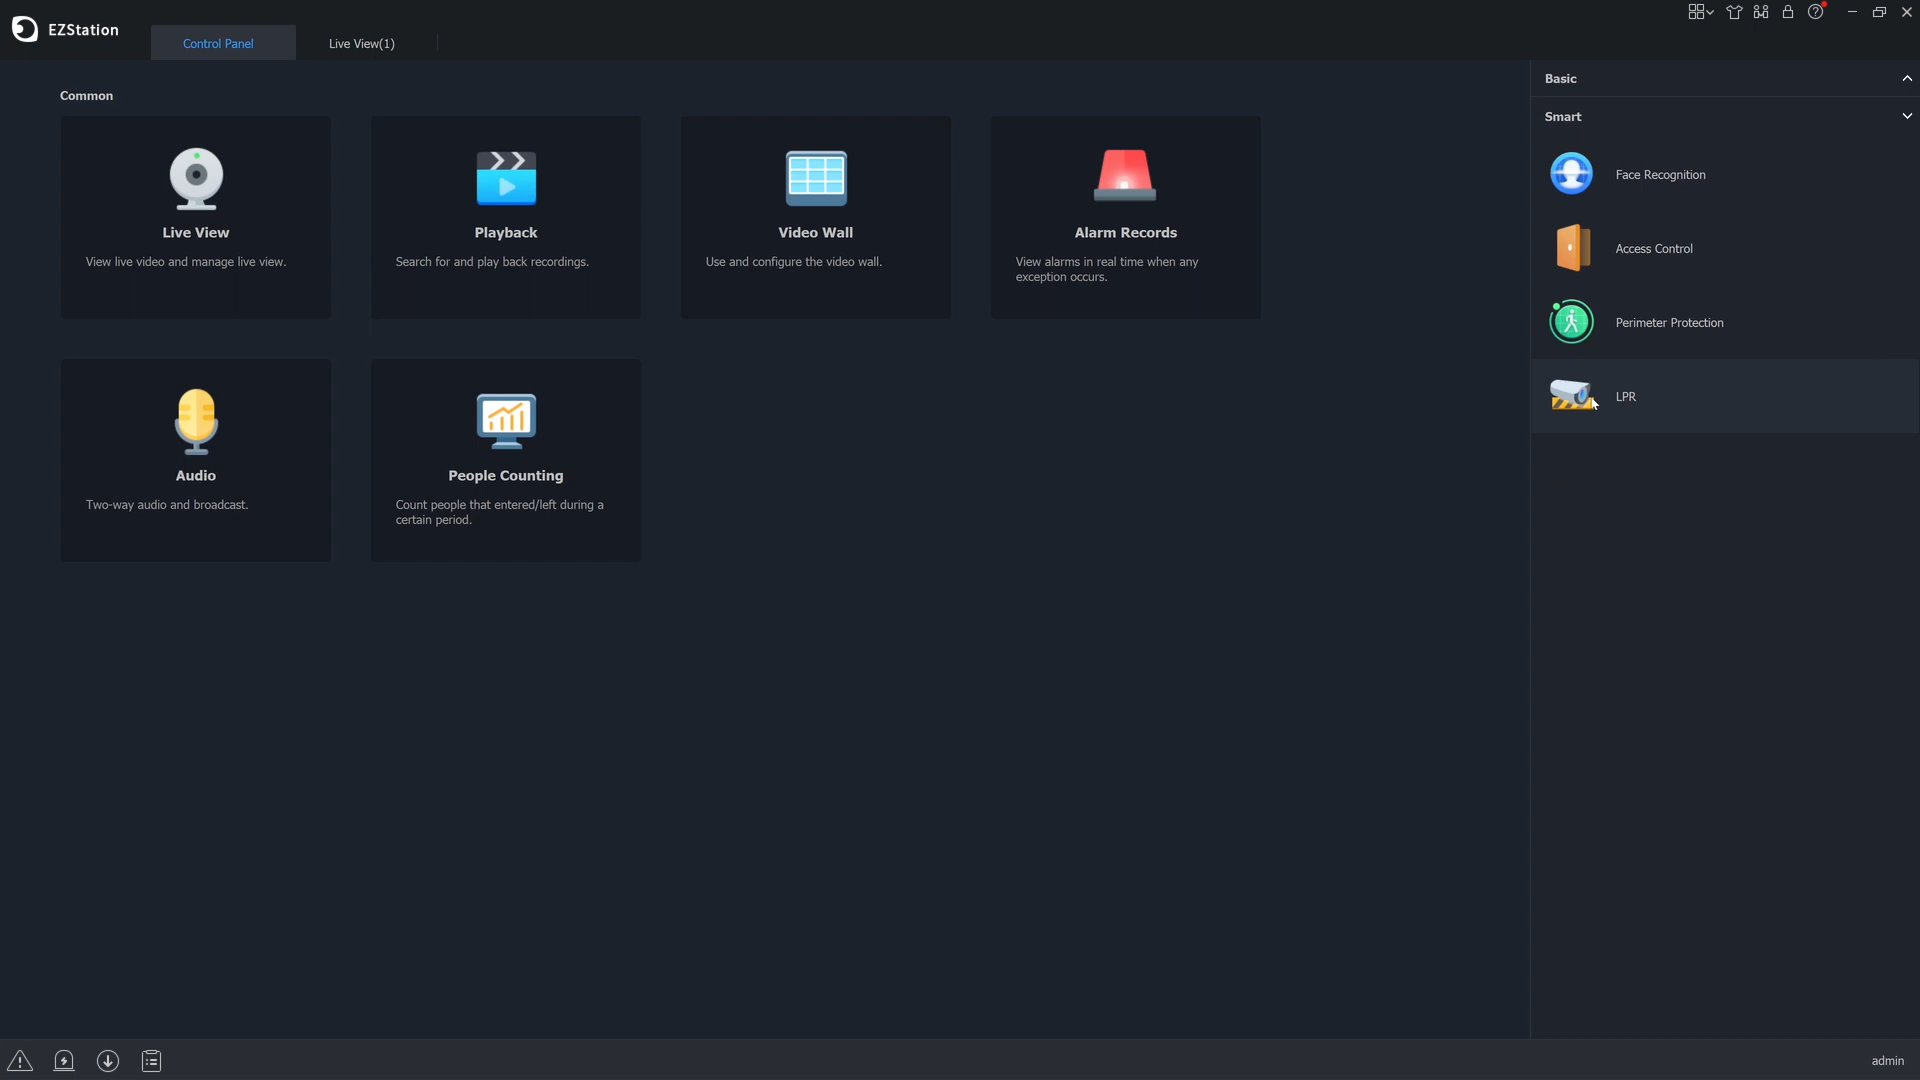 EZStation
Control Panel
Live View(1)
Common
Live View
View live video and manage live view.
Playback
Search for and play back recordings.
Video Wall
Use and configure the video wall.
Alarm Records
View alarms in real time when any
exception occurs.
Audio
Two-way audio and broadcast.
People Counting
Count people that entered/left during a
certain period.
Basic
Smart
Face Recognition
Access Control
Perimeter Protection
LPR
admin